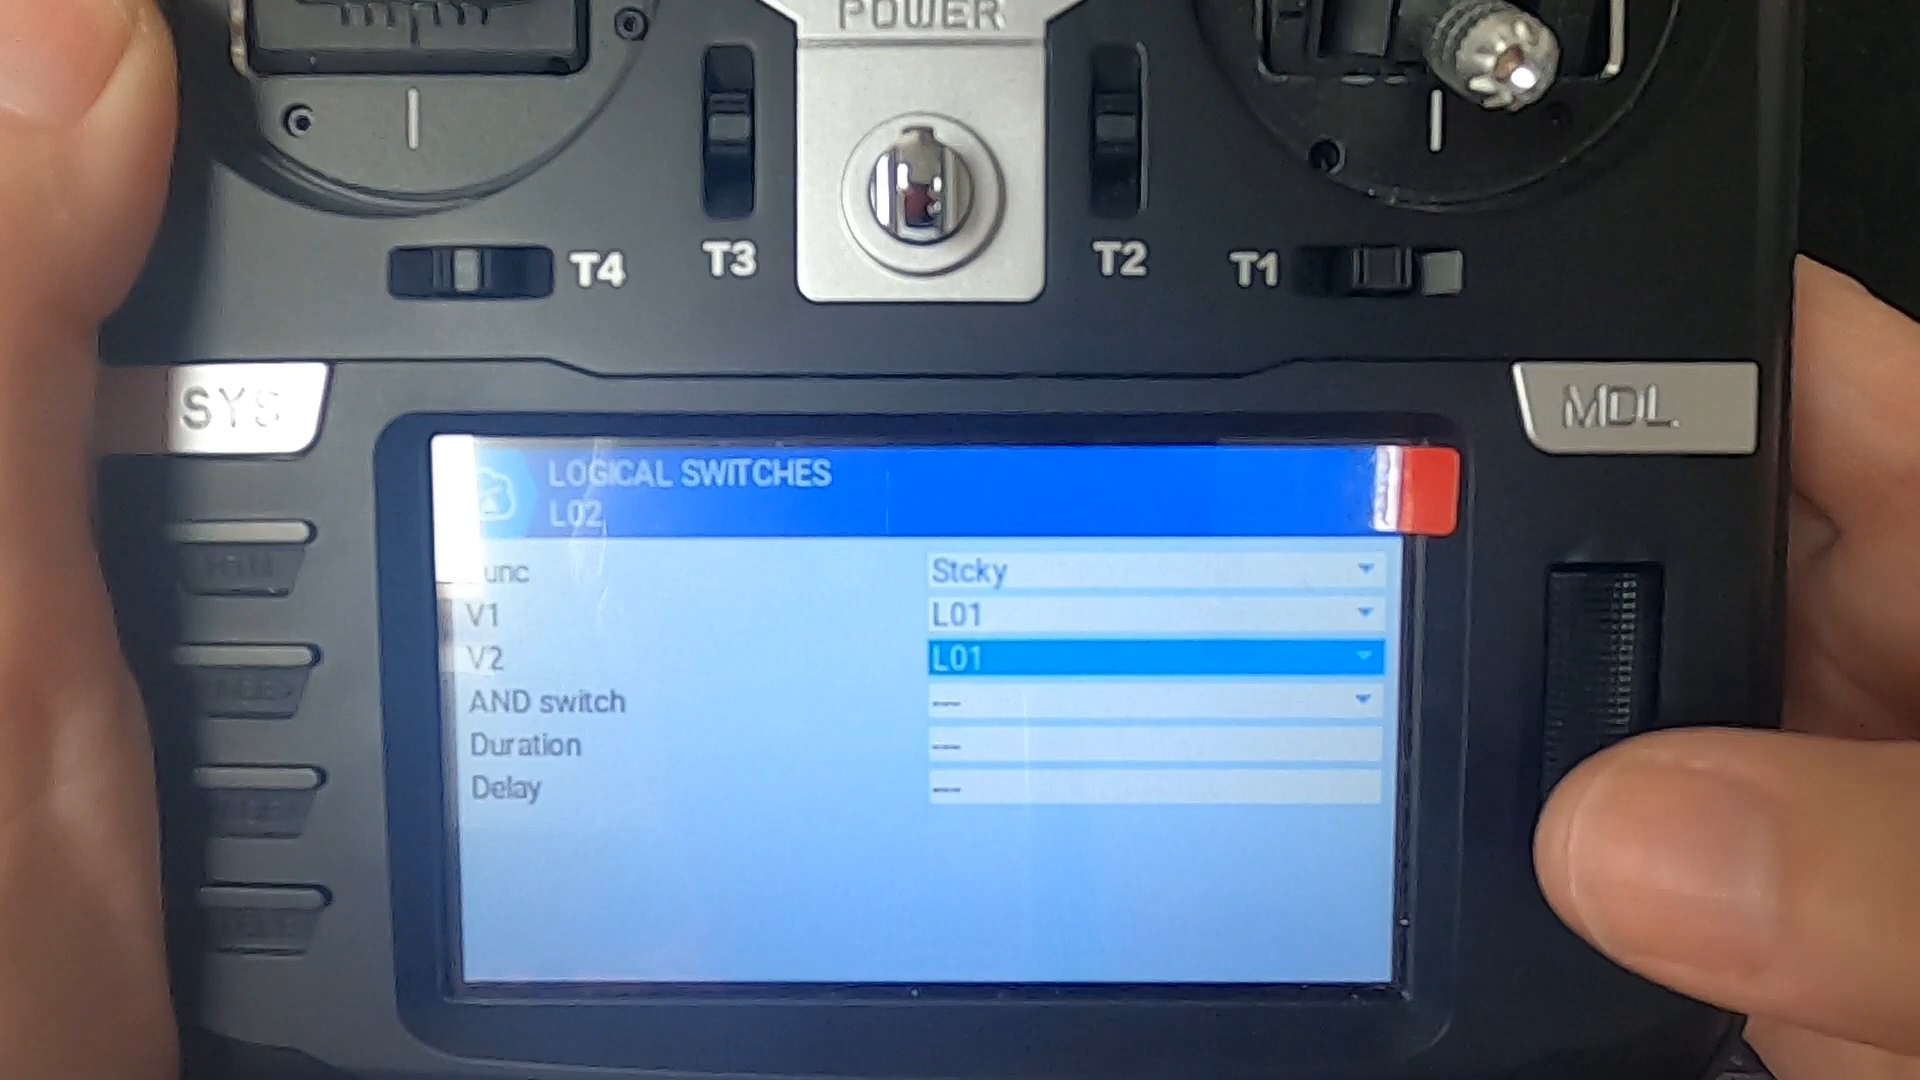 POWER
T4
T3
T2
T1
SYS
MDL
LOGICAL SWITCHES
L02
Stcky
V1
L01
V2
L01
AND switch
---
Duration
---
Delay
---